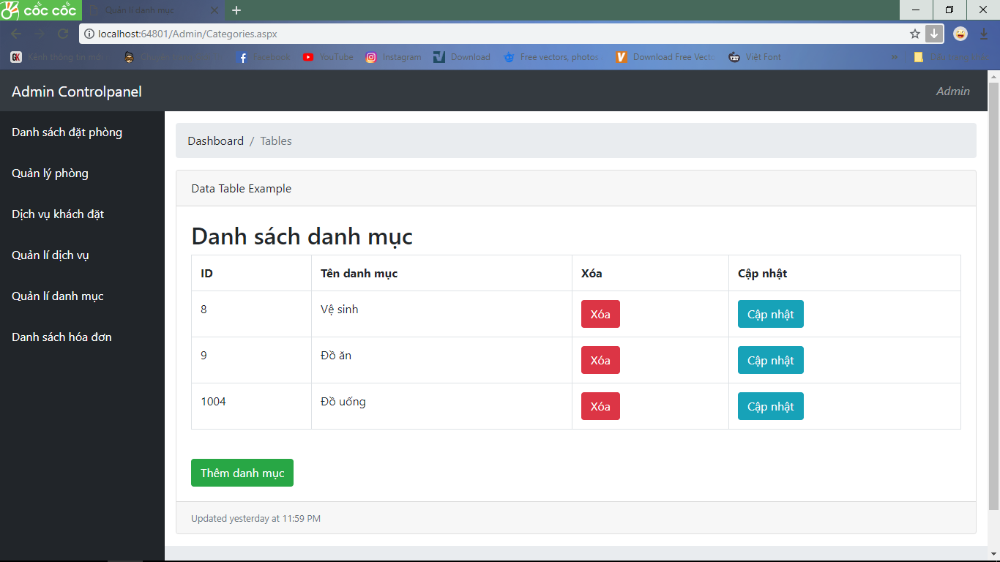 cốc cốc Quản lí danh mục
localhost:64801/Admin/Categories.aspx
Kênh thông tin mới Facebook YouTube Instagram Download Free vectors, photos Download Free Vecto Việt Font
Admin Controlpanel Admin
Danh sách đặt phòng
Quản lý phòng
Dịch vụ khách đặt
Quản lí dịch vụ
Quản lí danh mục
Danh sách hóa đơn
Dashboard / Tables
Data Table Example
Danh sách danh mục
ID Tên danh mục Xóa Cập nhật
8 Vệ sinh Xóa Cập nhật
9 Đồ ăn Xóa Cập nhật
1004 Đồ uống Xóa Cập nhật
Thêm danh mục
Updated yesterday at 11:59 PM